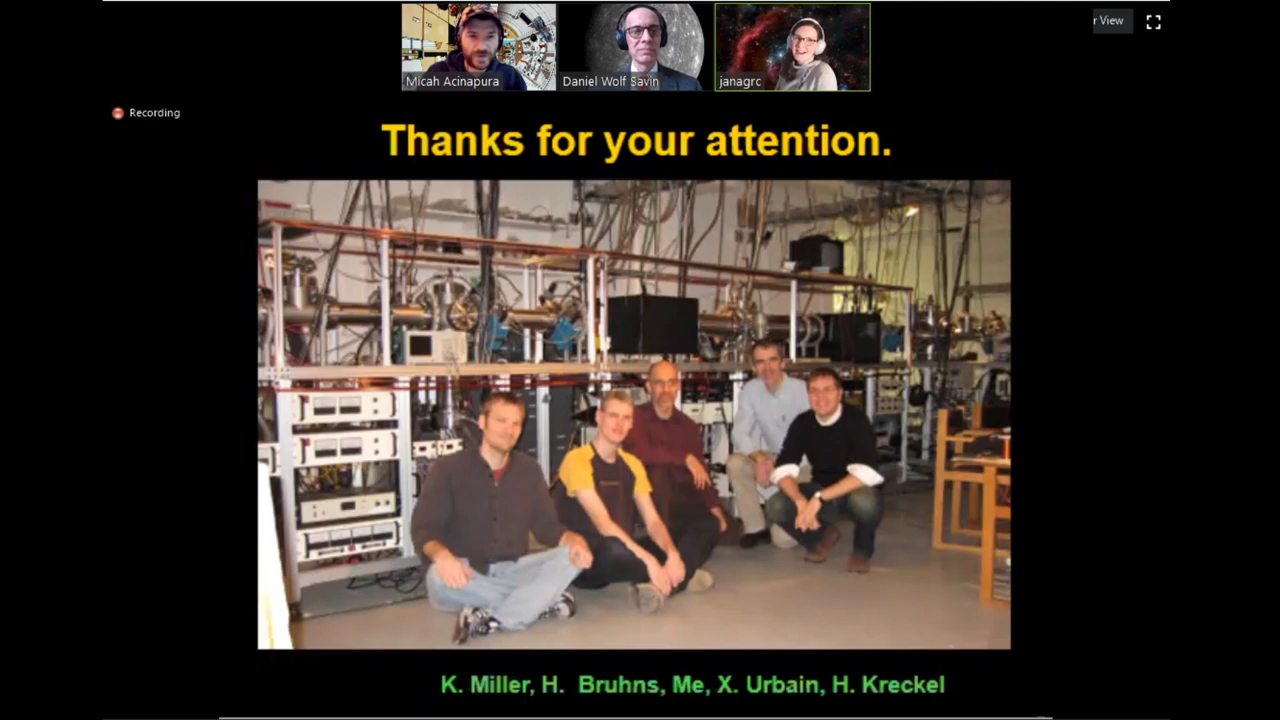 r View
Micah Acinapura
Daniel Wolf Savin
janagrc
Recording
Thanks for your attention.
K. Miller, H. Bruhns, Me, X. Urbain, H. Kreckel